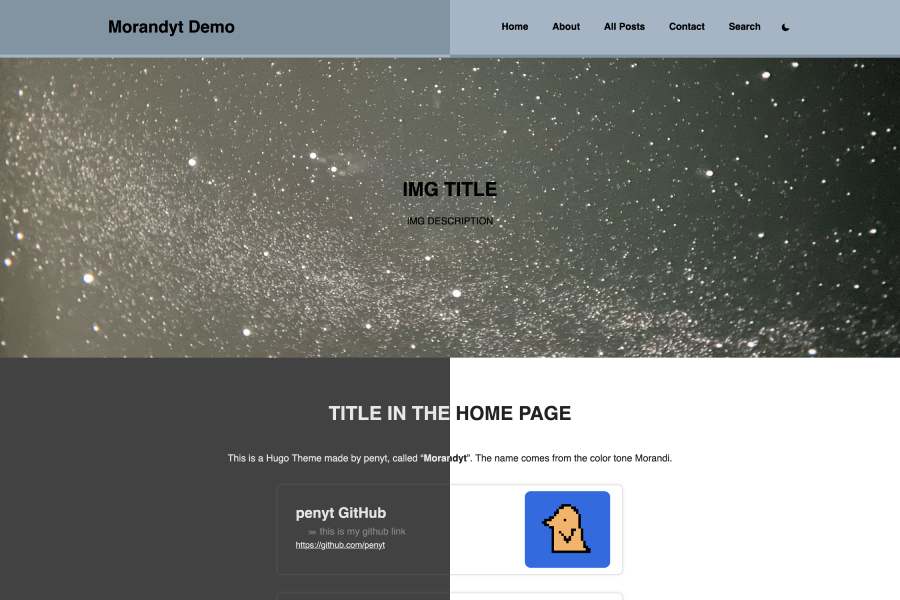 Morandyt Demo
Home About All Posts Contact Search
IMG TITLE
IMG DESCRIPTION
TITLE IN THE HOME PAGE
This is a Hugo Theme made by penyt, called “Morandyt”. The name comes from the color tone Morandi.
penyt GitHub
» this is my github link
https://github.com/penyt